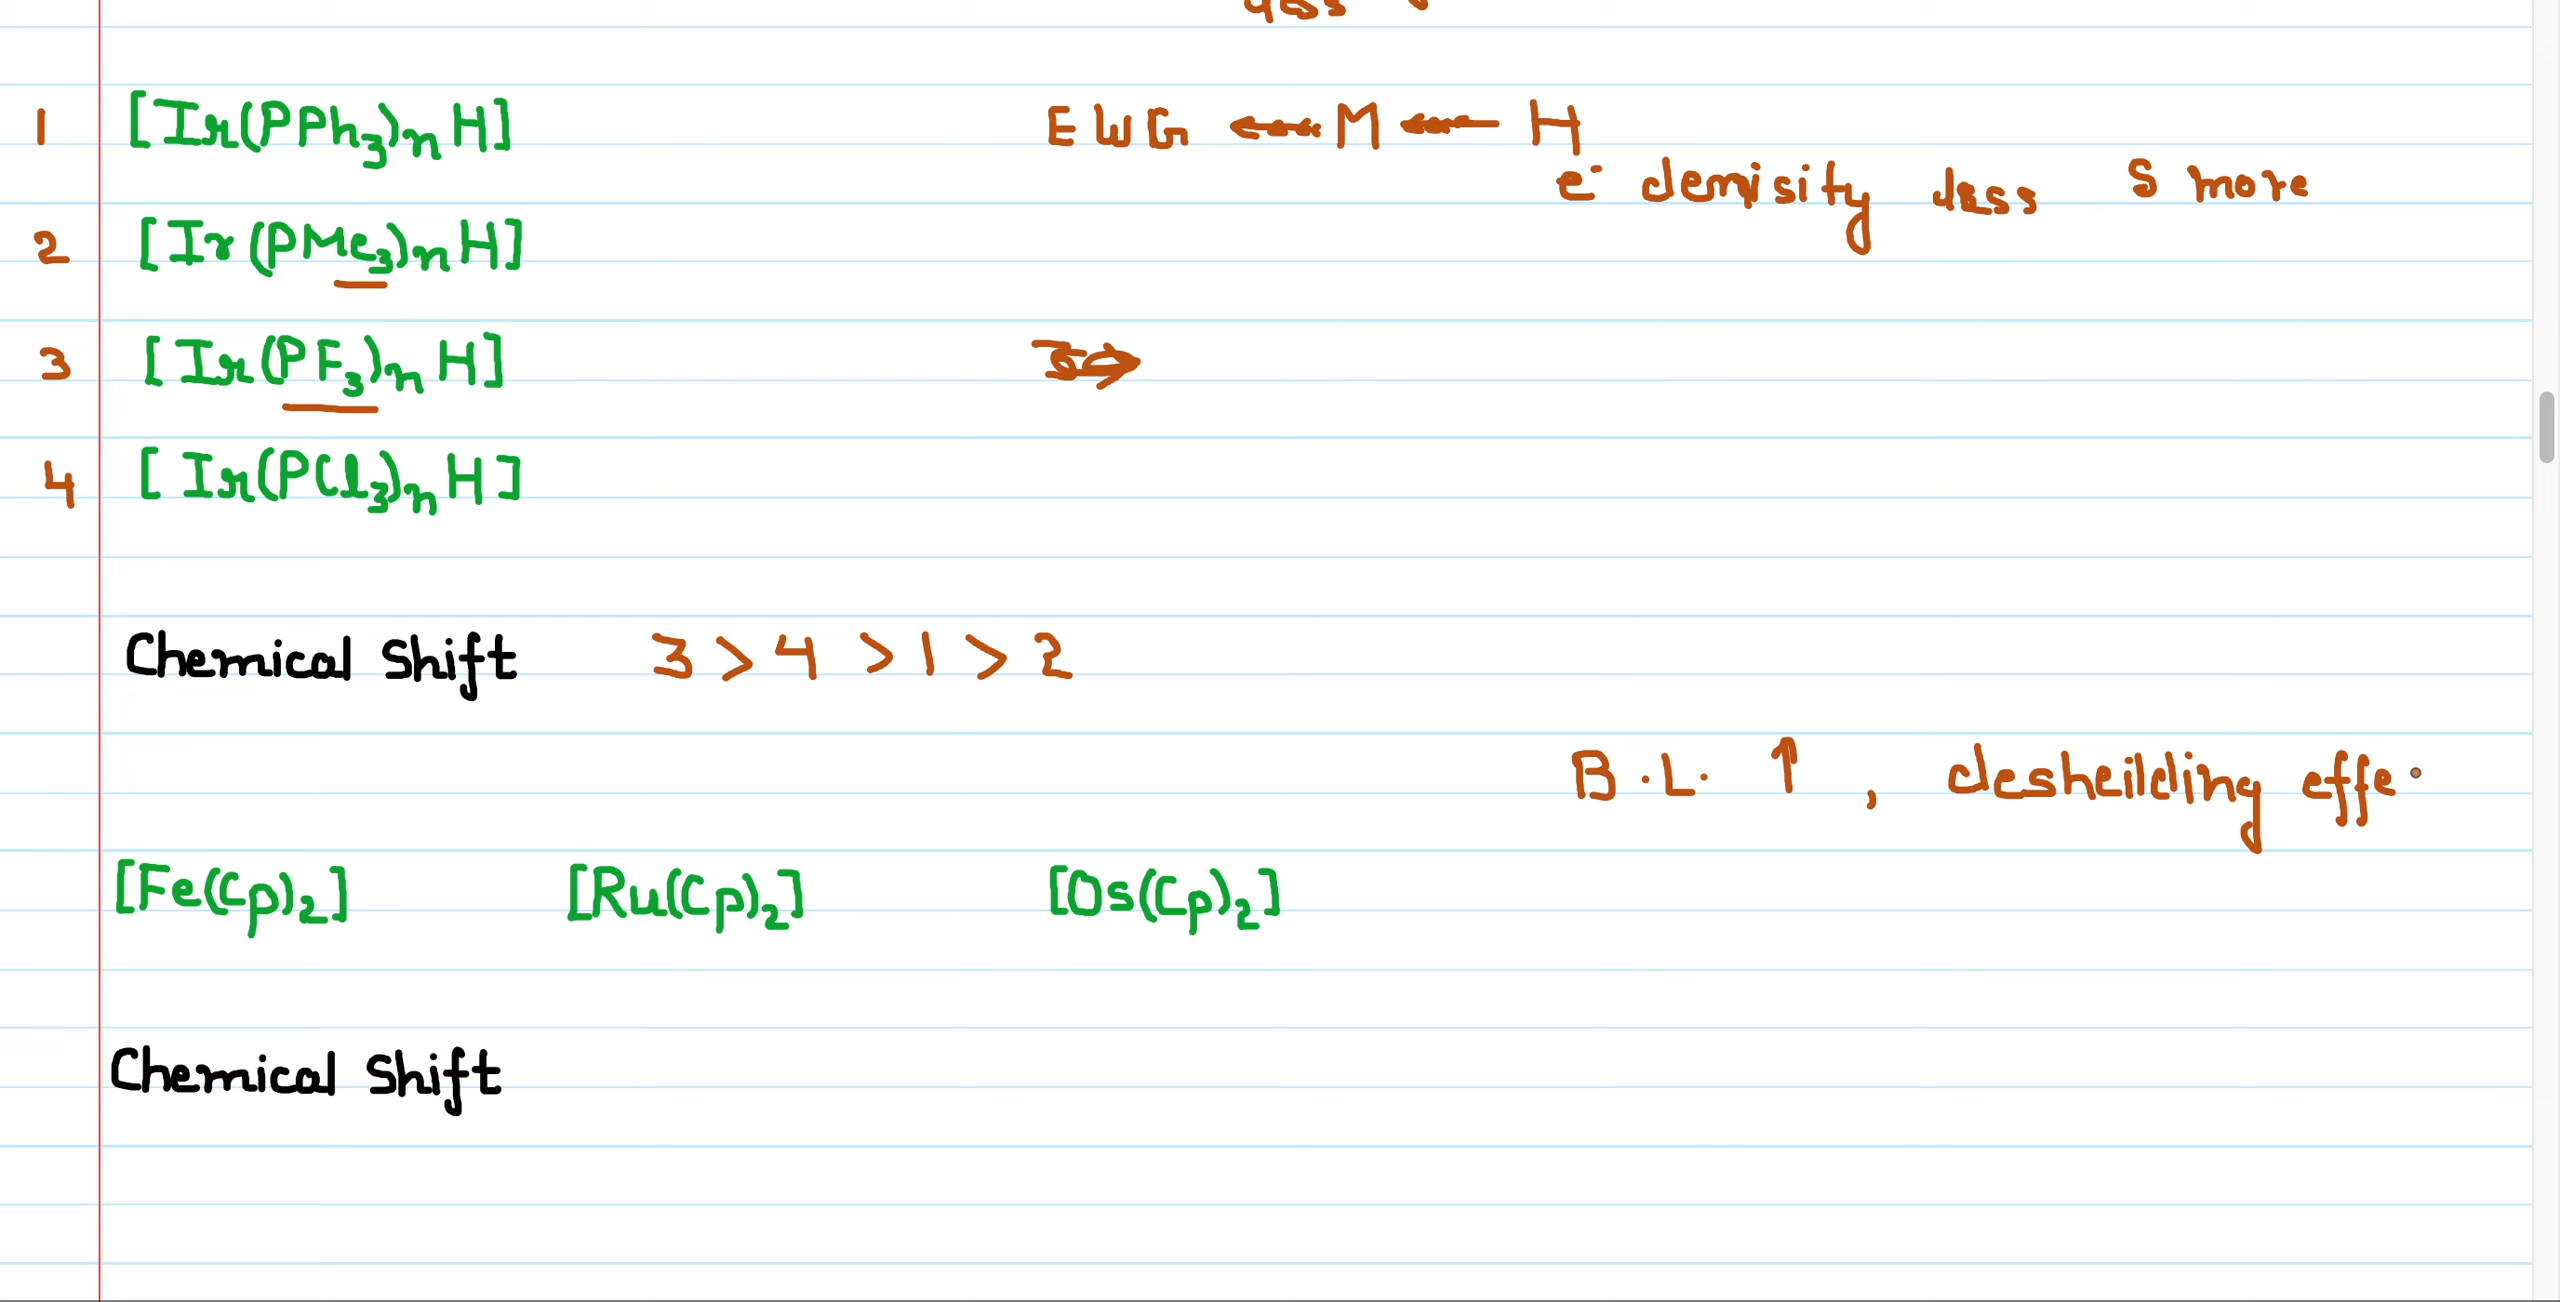 less
1 [Ir(PPh₃)ₙH] EWG ← M ← H
e⁻ demisity less S more
2 [Ir(PMe₃)ₙH]
3 [Ir(PF₃)ₙH]
4 [Ir(PCl₃)ₙH]
Chemical Shift 3 > 4 > 1 > 2
B.L. ↑ , desheilding effe
[Fe(Cp)₂] [Ru(Cp)₂] [Os(Cp)₂]
Chemical Shift